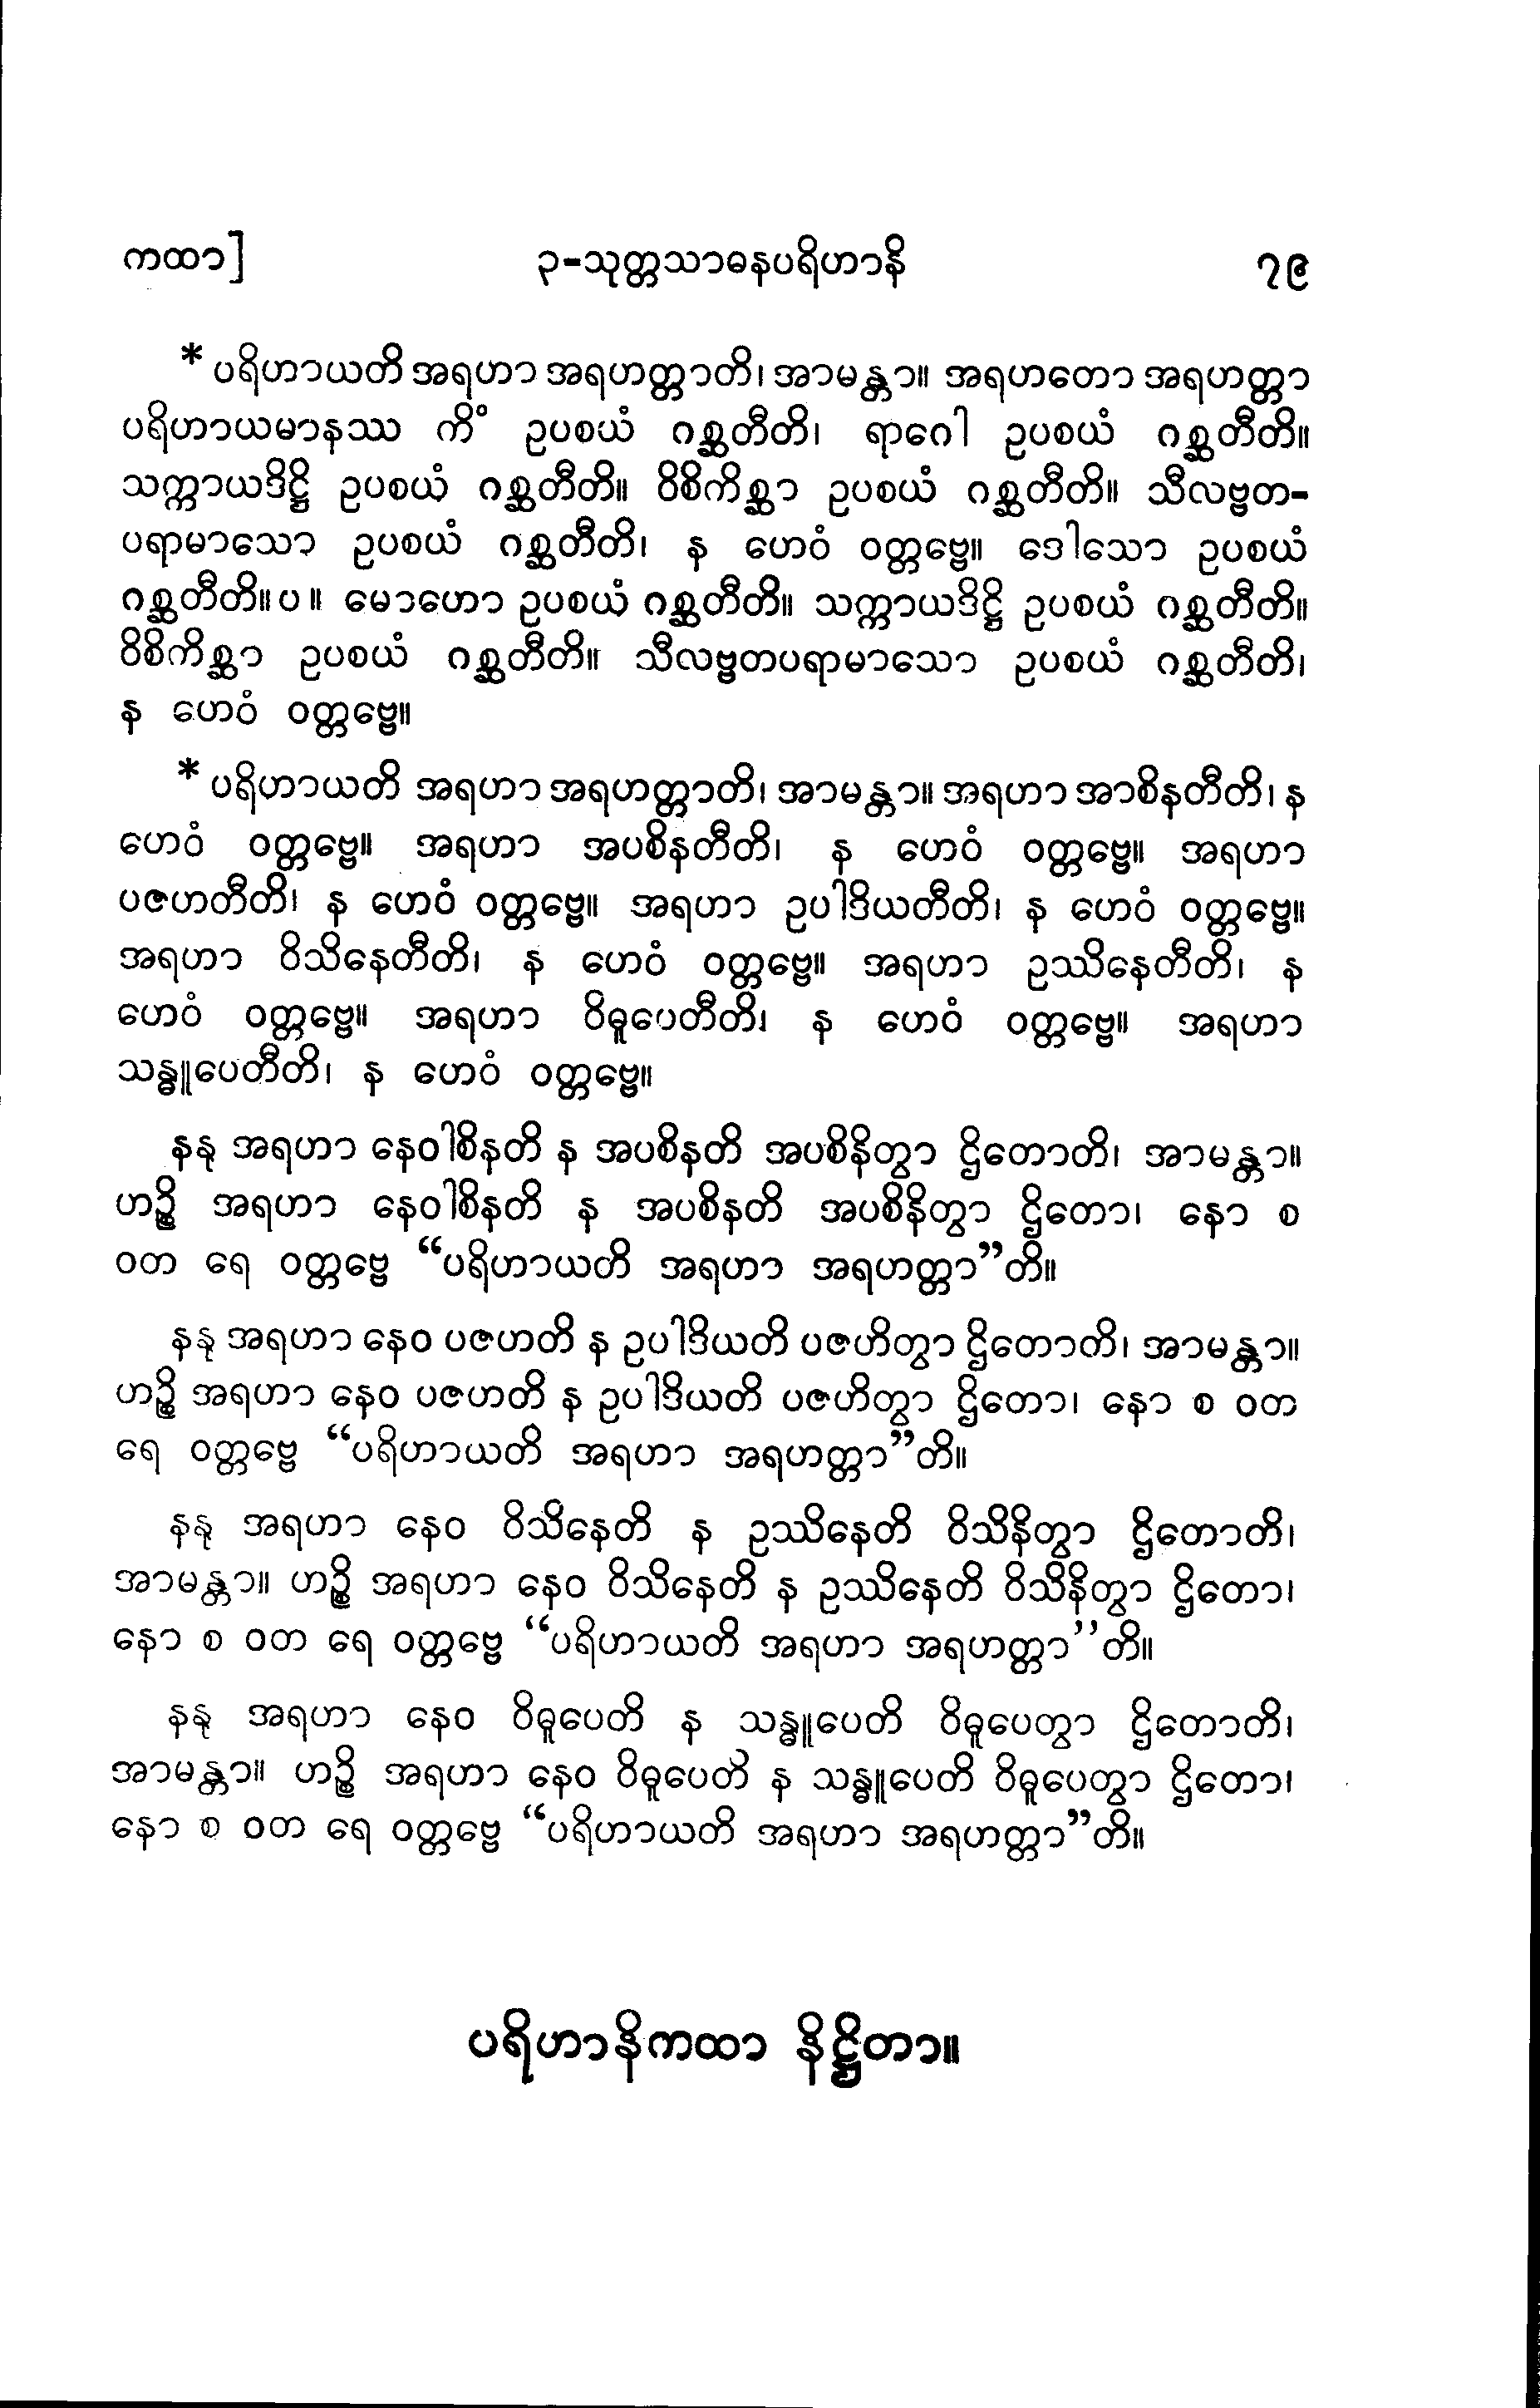 ကထာ]	၃-သုတ္တသာဓနပရိဟာနိ	၇၉
* ပရိဟာယတိ အရဟာ အရဟတ္တာတိ၊ အာမန္တာ။ အရဟတော အရဟတ္တာ
ပရိဟာယမာနဿ ကိံ ဥပစယံ ဂစ္ဆတီတိ၊ ရာဂေါ ဥပစယံ ဂစ္ဆတီတိ။
သက္ကာယဒိဋ္ဌိ ဥပစယံ ဂစ္ဆတီတိ။ ဝိစိကိစ္ဆာ ဥပစယံ ဂစ္ဆတီတိ။ သီလဗ္ဗတ-
ပရာမာသော ဥပစယံ ဂစ္ဆတီတိ၊ န ဟေဝံ ဝတ္တဗ္ဗေ။ ဒေါသော ဥပစယံ
ဂစ္ဆတီတိ။ပ။ မောဟော ဥပစယံ ဂစ္ဆတီတိ။ သက္ကာယဒိဋ္ဌိ ဥပစယံ ဂစ္ဆတီတိ။
ဝိစိကိစ္ဆာ ဥပစယံ ဂစ္ဆတီတိ။ သီလဗ္ဗတပရာမာသော ဥပစယံ ဂစ္ဆတီတိ၊
န ဟေဝံ ဝတ္တဗ္ဗေ။
* ပရိဟာယတိ အရဟာ အရဟတ္တာတိ၊ အာမန္တာ။ အရဟာ အာစိနတီတိ၊ န
ဟေဝံ ဝတ္တဗ္ဗေ။ အရဟာ အပစိနတီတိ၊ န ဟေဝံ ဝတ္တဗ္ဗေ။ အရဟာ
ပဇဟတီတိ၊ န ဟေဝံ ဝတ္တဗ္ဗေ။ အရဟာ ဥပါဒိယတီတိ၊ န ဟေဝံ ဝတ္တဗ္ဗေ။
အရဟာ ဝိသိနေတီတိ၊ န ဟေဝံ ဝတ္တဗ္ဗေ။ အရဟာ ဥဿိနေတီတိ၊ န
ဟေဝံ ဝတ္တဗ္ဗေ။ အရဟာ ဝိဓူပေတီတိ၊ န ဟေဝံ ဝတ္တဗ္ဗေ။ အရဟာ
သန္ဓူပေတီတိ၊ န ဟေဝံ ဝတ္တဗ္ဗေ။
နနု အရဟာ နေဝါစိနတိ န အပစိနတိ အပစိနိတွာ ဌိတောတိ၊ အာမန္တာ။
ဟဉ္စိ အရဟာ နေဝါစိနတိ န အပစိနတိ အပစိနိတွာ ဌိတော၊ နော စ
ဝတ ရေ ဝတ္တဗ္ဗေ “ပရိဟာယတိ အရဟာ အရဟတ္တာ”တိ။
နနု အရဟာ နေဝ ပဇဟတိ န ဥပါဒိယတိ ပဇဟိတွာ ဌိတောတိ၊ အာမန္တာ။
ဟဉ္စိ အရဟာ နေဝ ပဇဟတိ န ဥပါဒိယတိ ပဇဟိတွာ ဌိတော၊ နော စ ဝတ
ရေ ဝတ္တဗ္ဗေ “ပရိဟာယတိ အရဟာ အရဟတ္တာ”တိ။
နနု အရဟာ နေဝ ဝိသိနေတိ န ဥဿိနေတိ ဝိသိနိတွာ ဌိတောတိ၊
အာမန္တာ။ ဟဉ္စိ အရဟာ နေဝ ဝိသိနေတိ န ဥဿိနေတိ ဝိသိနိတွာ ဌိတော၊
နော စ ဝတ ရေ ဝတ္တဗ္ဗေ “ပရိဟာယတိ အရဟာ အရဟတ္တာ”တိ။
နနု အရဟာ နေဝ ဝိဓူပေတိ န သန္ဓူပေတိ ဝိဓူပေတွာ ဌိတောတိ၊
အာမန္တာ။ ဟဉ္စိ အရဟာ နေဝ ဝိဓူပေတိ န သန္ဓူပေတိ ဝိဓူပေတွာ ဌိတော၊
နော စ ဝတ ရေ ဝတ္တဗ္ဗေ “ပရိဟာယတိ အရဟာ အရဟတ္တာ”တိ။
ပရိဟာနိကထာ နိဋ္ဌိတာ။